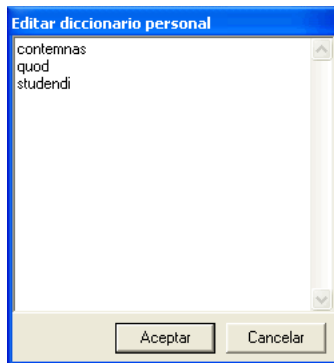 Editar diccionario personal
contemnas
quod
studendi
Aceptar Cancelar